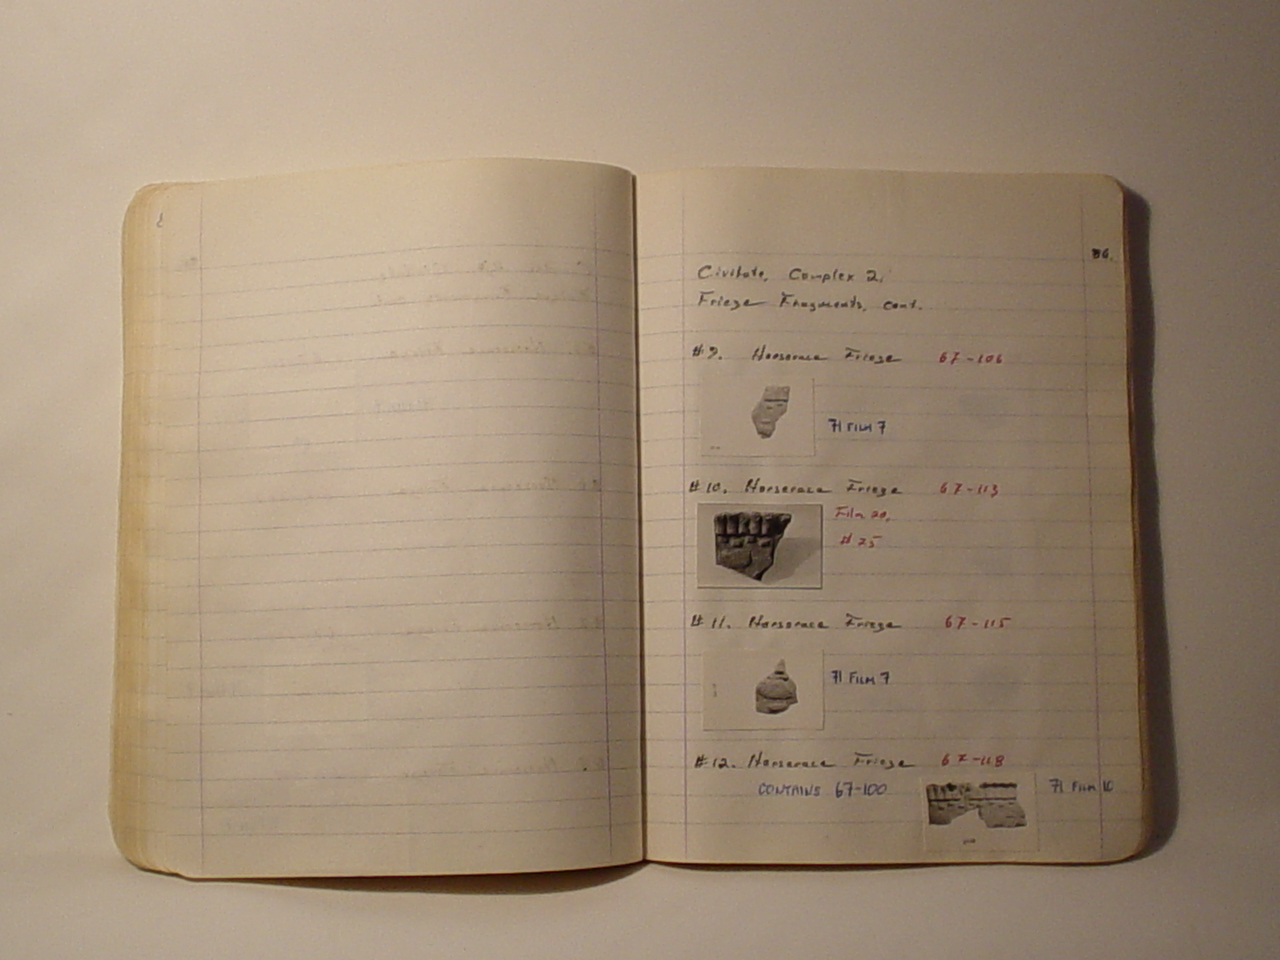 86.
Civitate, Complex 2,
Frieze Fragments, cont.
#9. Horserace Frieze 67-106
71 FILM 7
#10. Horserace Frieze 67-113
Film 20,
#25
#11. Horserace Frieze 67-115
71 FILM 7
#12. Horserace Frieze 67-118
CONTAINS 67-100 71 FILM 10